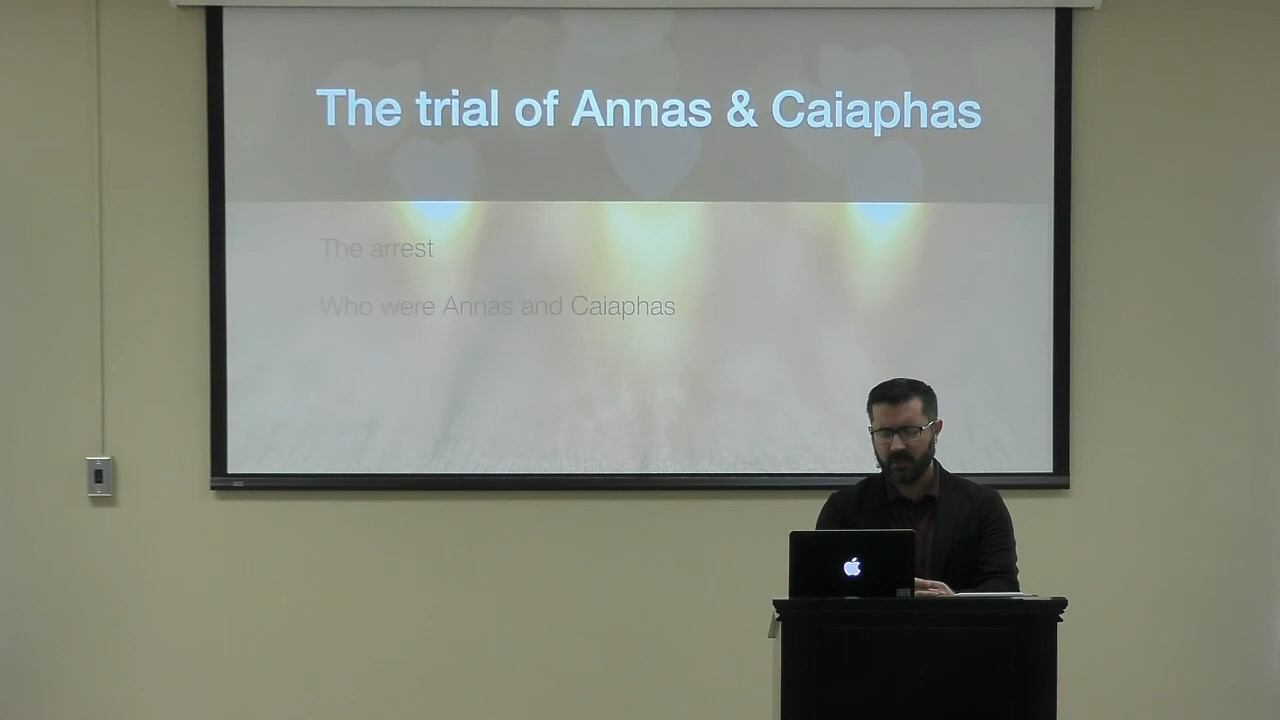 The trial of Annas & Caiaphas
The arrest
Who were Annas and Caiaphas